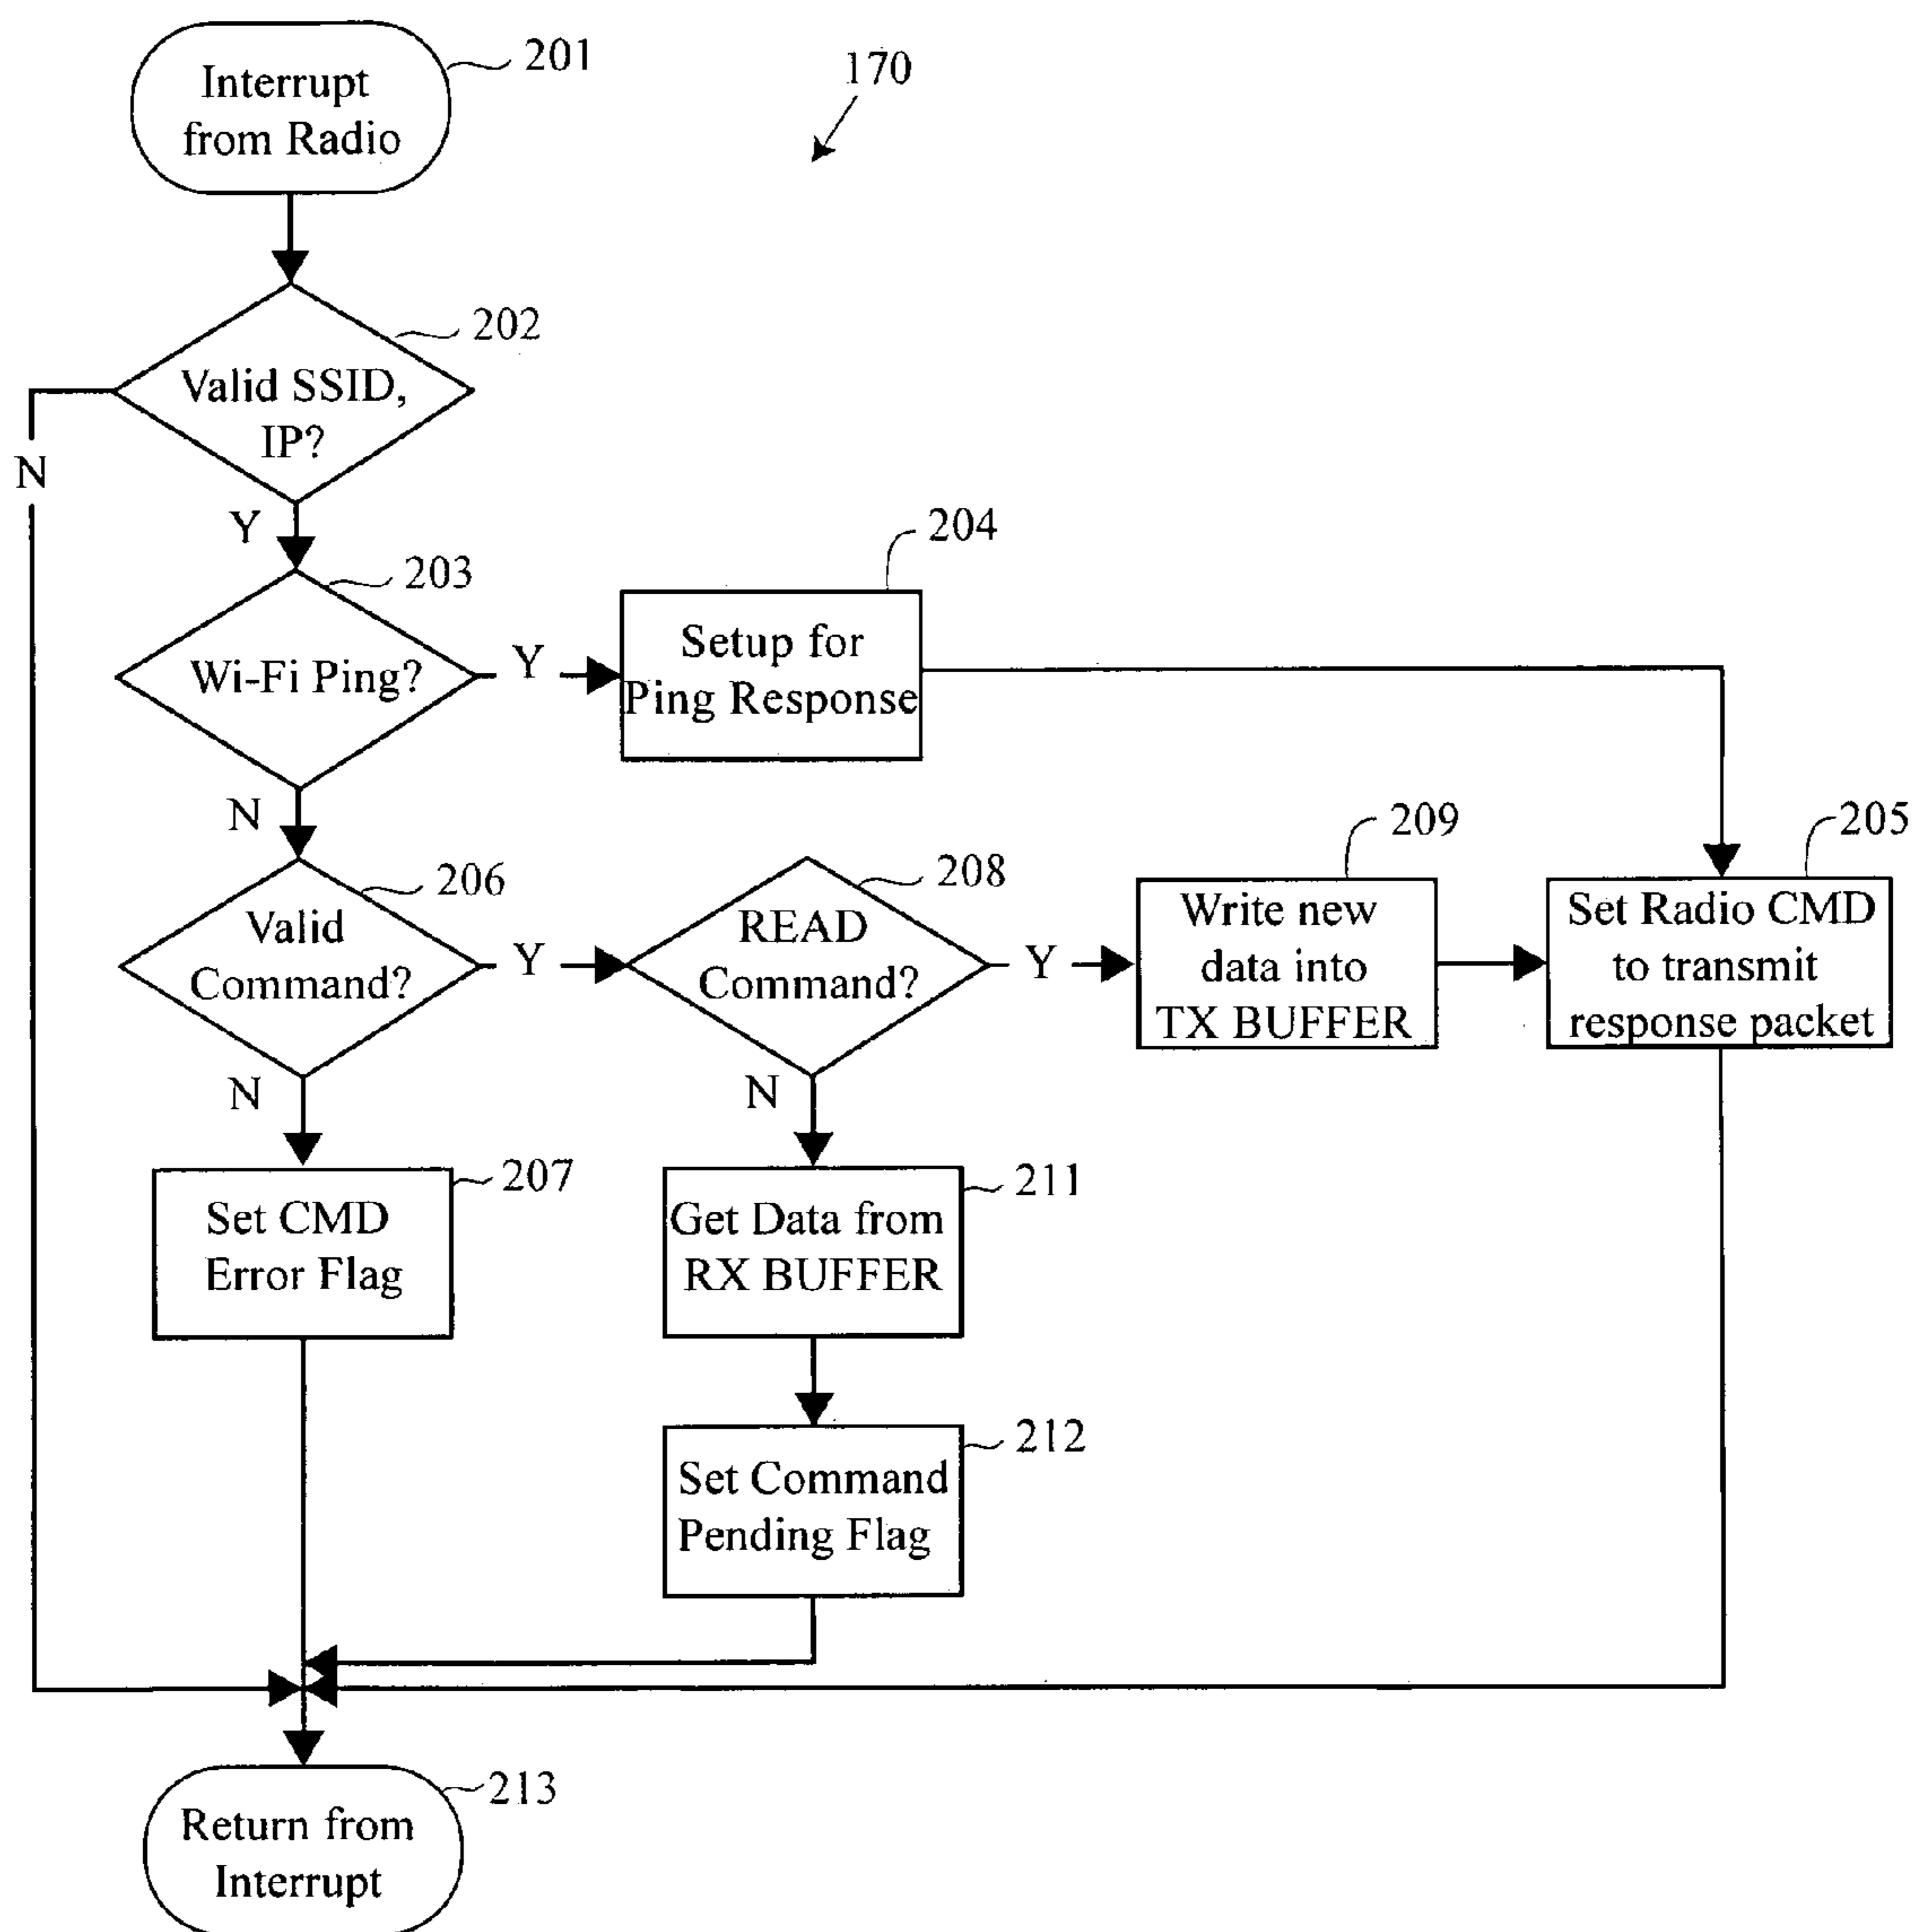 Interrupt
from Radio
201
170
Valid SSID,
IP?
202
N
Y
Wi-Fi Ping?
203
Y
Setup for
Ping Response
204
N
Valid
Command?
206
Y
READ
Command?
208
Y
Write new
data into
TX BUFFER
209
Set Radio CMD
to transmit
response packet
205
N
N
Set CMD
Error Flag
207
Get Data from
RX BUFFER
211
Set Command
Pending Flag
212
Return from
Interrupt
213